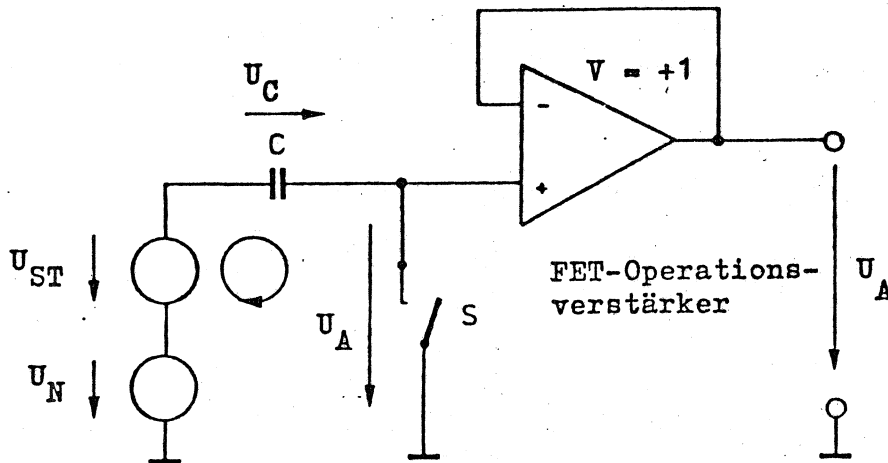 U_C
V = +1
C
-
+
U_ST
U_N
U_A
S
FET-Operations-
verstärker
U_A